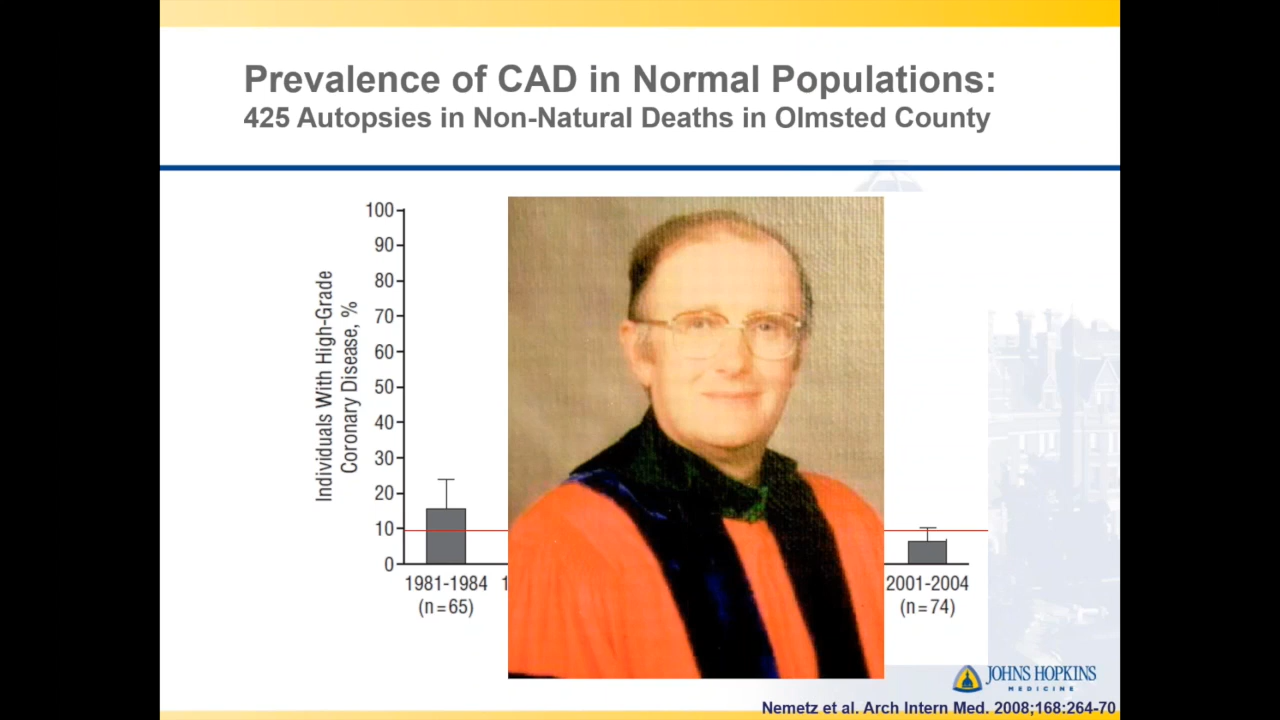 Prevalence of CAD in Normal Populations:
425 Autopsies in Non-Natural Deaths in Olmsted County
Individuals With High-Grade
Coronary Disease, %
100
90
80
70
60
50
40
30
20
10
0
1981-1984
(n=65)
2001-2004
(n=74)
JOHNS HOPKINS
MEDICINE
Nemetz et al. Arch Intern Med. 2008;168:264-70